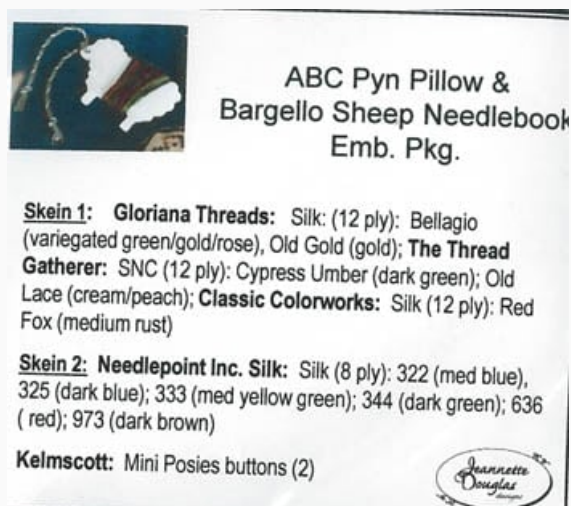 ABC Pyn Pillow &
Bargello Sheep Needlebook
Emb. Pkg.
Skein 1: Gloriana Threads: Silk: (12 ply): Bellagio
(variegated green/gold/rose), Old Gold (gold); The Thread
Gatherer: SNC (12 ply): Cypress Umber (dark green); Old
Lace (cream/peach); Classic Colorworks: Silk (12 ply): Red
Fox (medium rust)
Skein 2: Needlepoint Inc. Silk: Silk (8 ply): 322 (med blue),
325 (dark blue); 333 (med yellow green); 344 (dark green); 636
( red); 973 (dark brown)
Kelmscott: Mini Posies buttons (2)
Jeannette
Douglas
designs